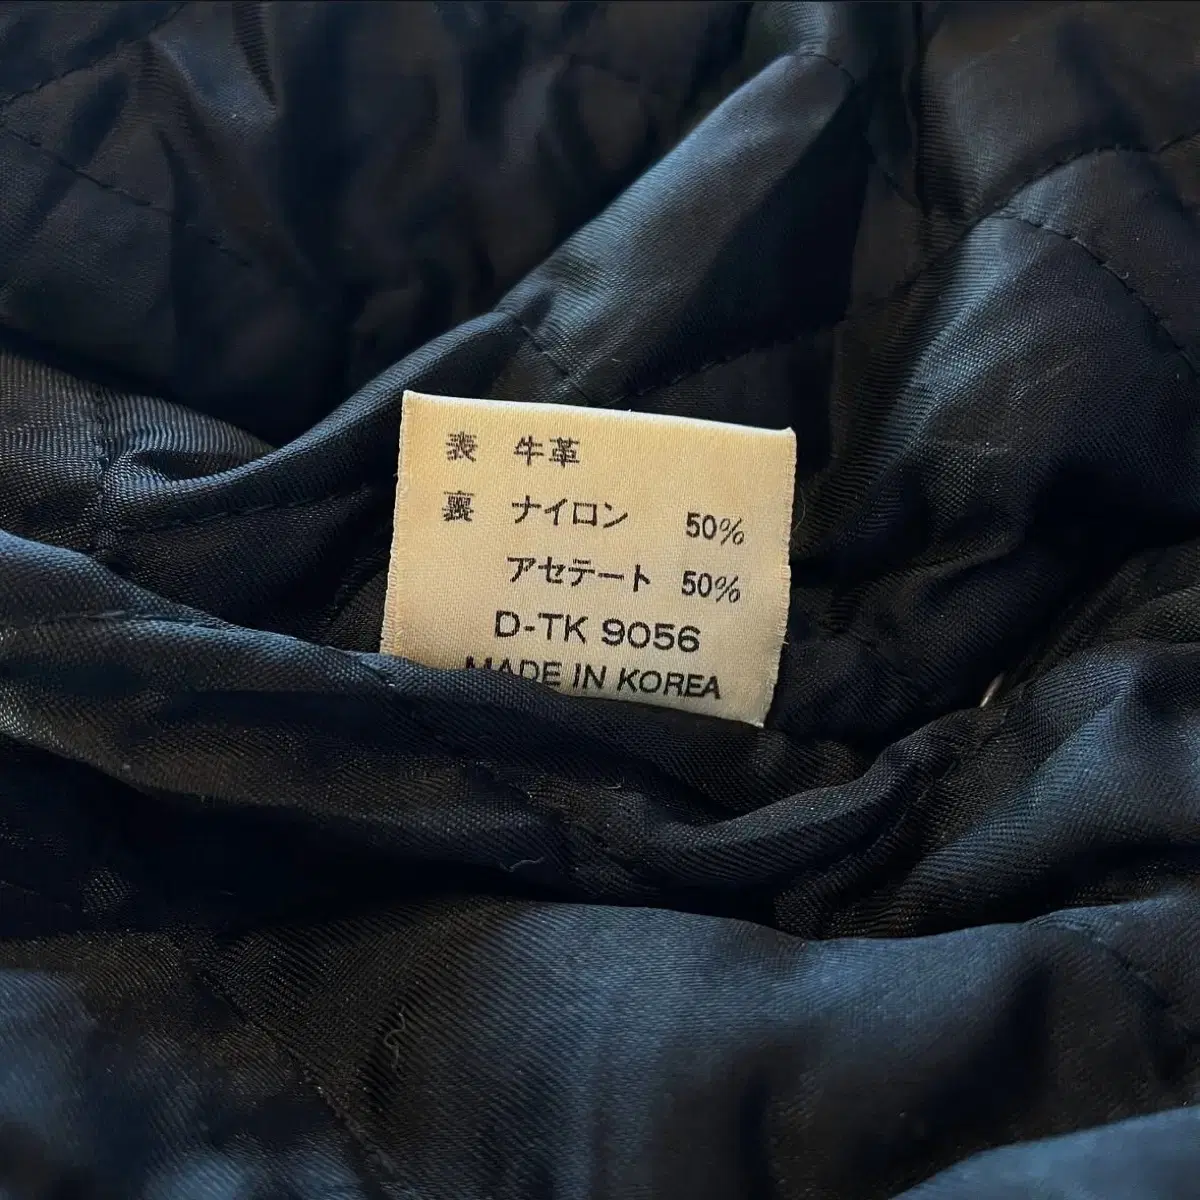 表 牛革
裏 ナイロン 50%
アセテート 50%
D-TK 9056
MADE IN KOREA